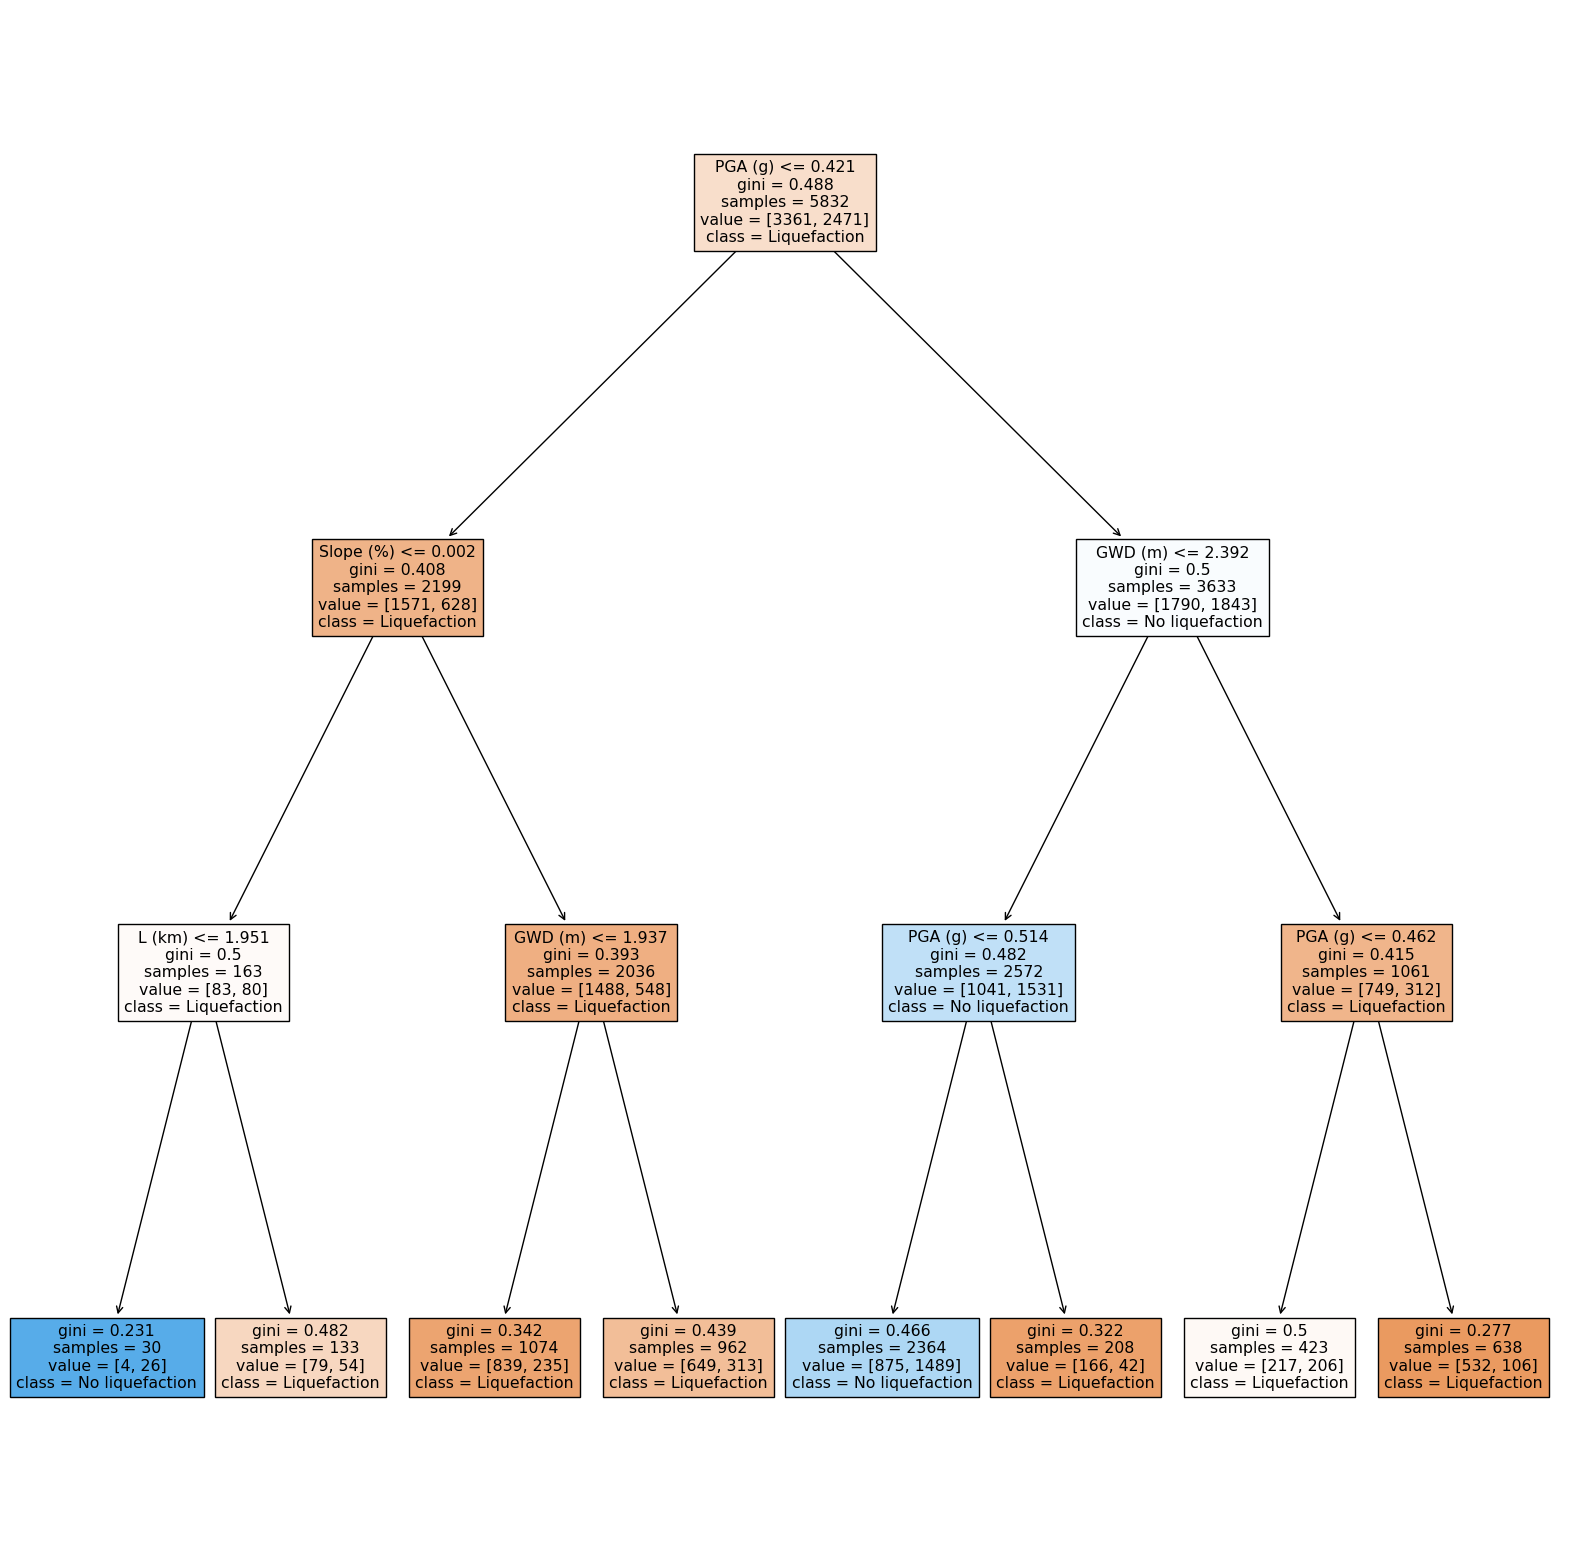 PGA (g) <= 0.421
gini = 0.488
samples = 5832
value = [3361, 2471]
class = Liquefaction
Slope (%) <= 0.002
gini = 0.408
samples = 2199
value = [1571, 628]
class = Liquefaction
GWD (m) <= 2.392
gini = 0.5
samples = 3633
value = [1790, 1843]
class = No liquefaction
L (km) <= 1.951
gini = 0.5
samples = 163
value = [83, 80]
class = Liquefaction
GWD (m) <= 1.937
gini = 0.393
samples = 2036
value = [1488, 548]
class = Liquefaction
PGA (g) <= 0.514
gini = 0.482
samples = 2572
value = [1041, 1531]
class = No liquefaction
PGA (g) <= 0.462
gini = 0.415
samples = 1061
value = [749, 312]
class = Liquefaction
gini = 0.231
samples = 30
value = [4, 26]
class = No liquefaction
gini = 0.482
samples = 133
value = [79, 54]
class = Liquefaction
gini = 0.342
samples = 1074
value = [839, 235]
class = Liquefaction
gini = 0.439
samples = 962
value = [649, 313]
class = Liquefaction
gini = 0.466
samples = 2364
value = [875, 1489]
class = No liquefaction
gini = 0.322
samples = 208
value = [166, 42]
class = Liquefaction
gini = 0.5
samples = 423
value = [217, 206]
class = Liquefaction
gini = 0.277
samples = 638
value = [532, 106]
class = Liquefaction